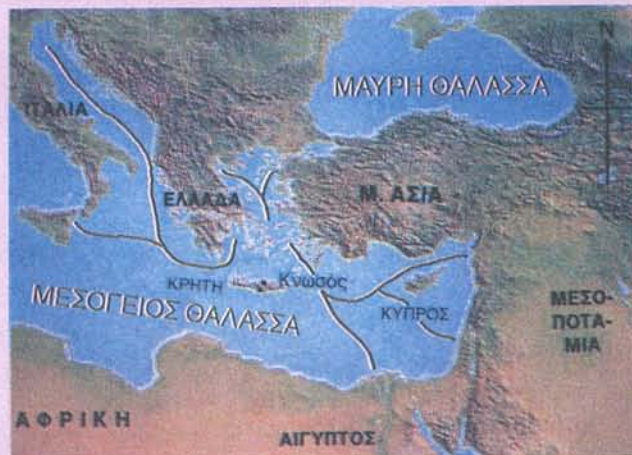 N
ΜΑΥΡΗ ΘΑΛΑΣΣΑ
ΙΤΑΛΙΑ
ΕΛΛΑΔΑ
Μ. ΑΣΙΑ
ΚΡΗΤΗ
Κνωσός
ΜΕΣΟΓΕΙΟΣ ΘΑΛΑΣΣΑ
ΚΥΠΡΟΣ
ΜΕΣΟ-
ΠΟΤΑ-
ΜΙΑ
ΑΦΡΙΚΗ
ΑΙΓΥΠΤΟΣ